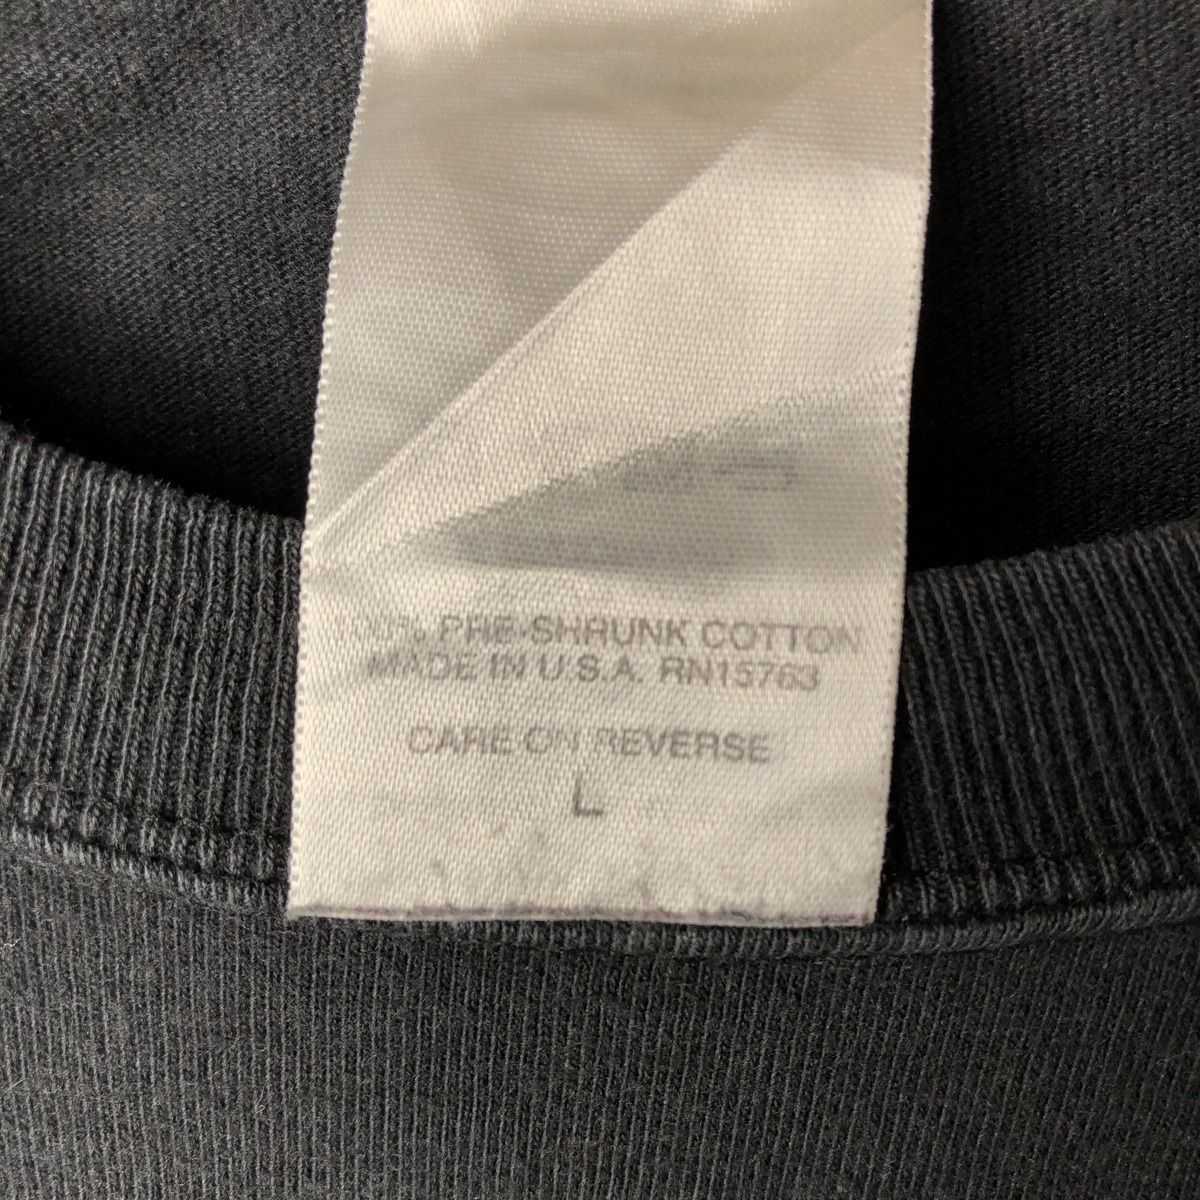 PRE-SHRUNK COTTON
MADE IN U.S.A. RN15763
CARE ON REVERSE
L